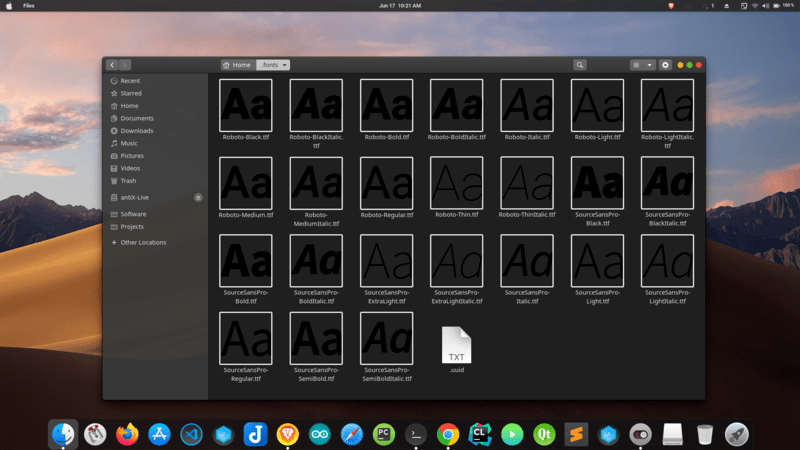 Files
Jun 17 10:21 AM
1
100 %
Home
.fonts
Recent
Starred
Home
Documents
Downloads
Music
Pictures
Videos
Trash
antiX-Live
Software
Projects
Other Locations
Aa Aa Aa Aa Aa Aa Aa
Roboto-Black.ttf
Roboto-BlackItalic.
ttf
Roboto-Bold.ttf
Roboto-BoldItalic.ttf
Roboto-Italic.ttf
Roboto-Light.ttf
Roboto-LightItalic.
ttf
Aa Aa Aa Aa Aa Aa Aa
Roboto-Medium.ttf
Roboto-
MediumItalic.ttf
Roboto-Regular.ttf
Roboto-Thin.ttf
Roboto-ThinItalic.ttf
SourceSansPro-
Black.ttf
SourceSansPro-
BlackItalic.ttf
Aa Aa Aa Aa Aa Aa Aa
SourceSansPro-
Bold.ttf
SourceSansPro-
BoldItalic.ttf
SourceSansPro-
ExtraLight.ttf
SourceSansPro-
ExtraLightItalic.ttf
SourceSansPro-
Italic.ttf
SourceSansPro-
Light.ttf
SourceSansPro-
LightItalic.ttf
Aa Aa Aa
TXT
SourceSansPro-
Regular.ttf
SourceSansPro-
SemiBold.ttf
SourceSansPro-
SemiBoldItalic.ttf
.uuid
PC
CL
Qt